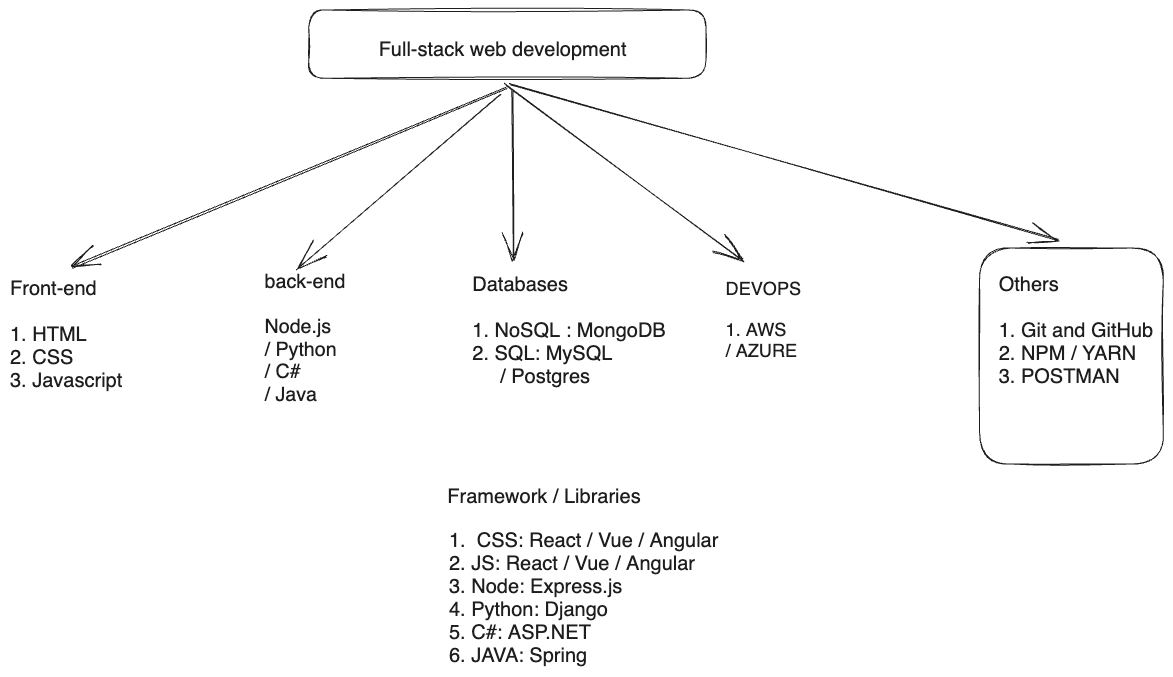 Full-stack web development
Front-end
1. HTML
2. CSS
3. Javascript
back-end
Node.js
/ Python
/ C#
/ Java
Databases
1. NoSQL : MongoDB
2. SQL: MySQL
/ Postgres
DEVOPS
1. AWS
/ AZURE
Others
1. Git and GitHub
2. NPM / YARN
3. POSTMAN
Framework / Libraries
1. CSS: React / Vue / Angular
2. JS: React / Vue / Angular
3. Node: Express.js
4. Python: Django
5. C#: ASP.NET
6. JAVA: Spring